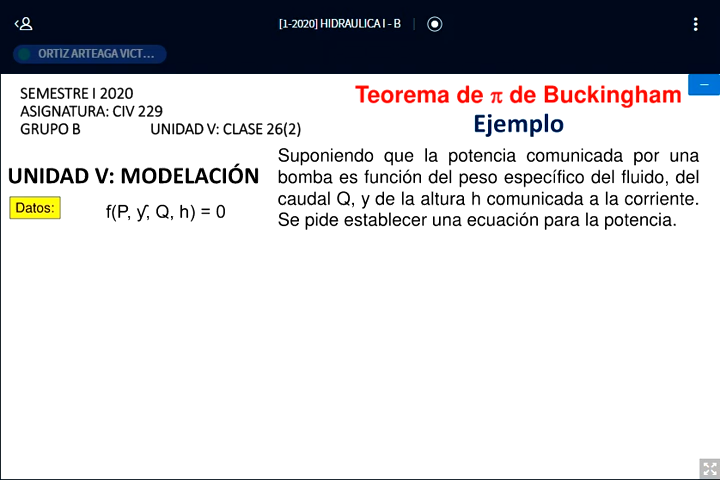 [1-2020] HIDRAULICA I - B
ORTIZ ARTEAGA VICT...
SEMESTRE I 2020
ASIGNATURA: CIV 229
GRUPO B UNIDAD V: CLASE 26(2)
Teorema de π de Buckingham
Ejemplo
UNIDAD V: MODELACIÓN
Suponiendo que la potencia comunicada por una
bomba es función del peso específico del fluido, del
caudal Q, y de la altura h comunicada a la corriente.
Se pide establecer una ecuación para la potencia.
Datos:
f(P, ƴ, Q, h) = 0